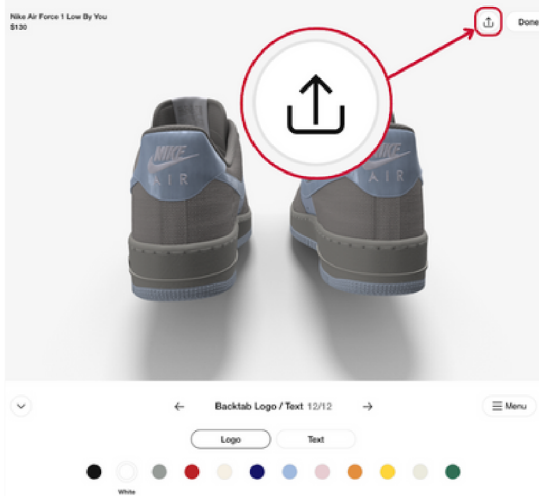 Nike Air Force 1 Low By You
$130
Done
NIKE
AIR
NIKE
AIR
Backtab Logo / Text 12/12
Menu
Logo
Text
White